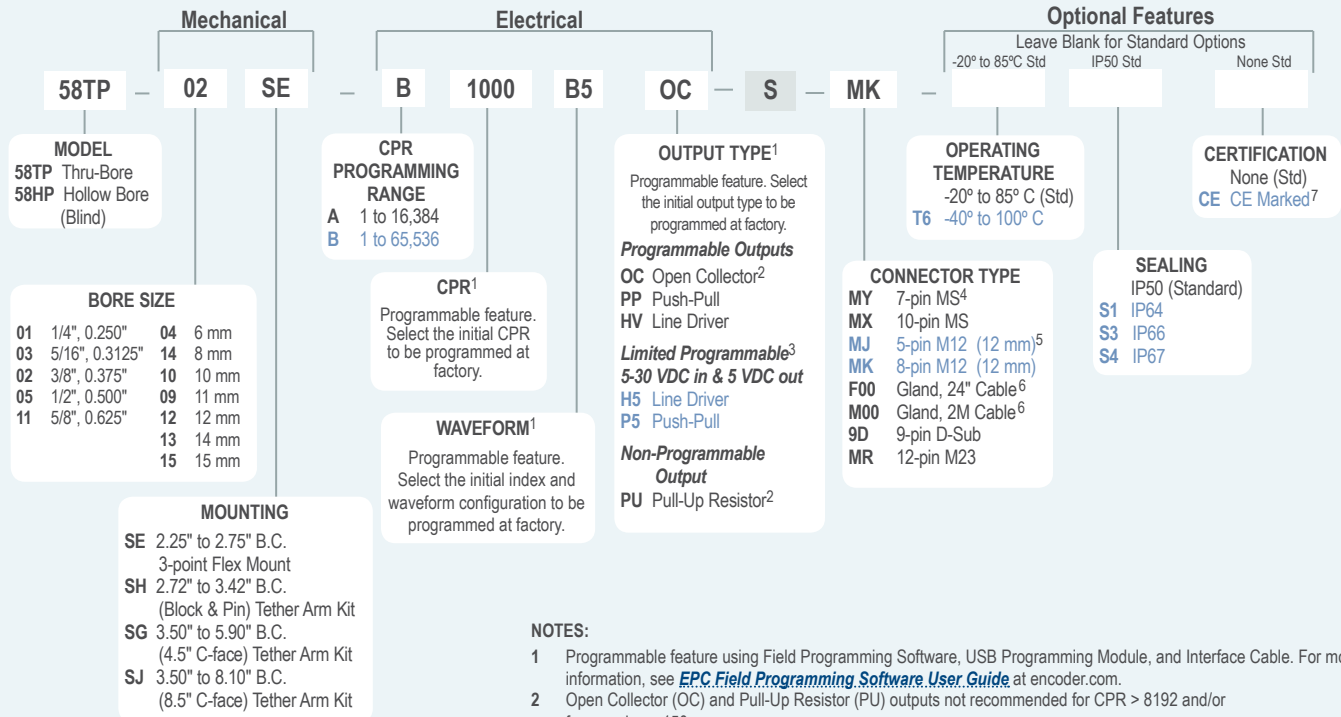 Mechanical
Electrical
Optional Features
Leave Blank for Standard Options
-20º to 85ºC Std IP50 Std None Std
58TP – 02 SE – B 1000 B5 OC – S – MK –
MODEL
58TP Thru-Bore
58HP Hollow Bore
(Blind)
BORE SIZE
01 1/4", 0.250" 04 6 mm
03 5/16", 0.3125" 14 8 mm
02 3/8", 0.375" 10 10 mm
05 1/2", 0.500" 09 11 mm
11 5/8", 0.625" 12 12 mm
13 14 mm
15 15 mm
MOUNTING
SE 2.25" to 2.75" B.C.
3-point Flex Mount
SH 2.72" to 3.42" B.C.
(Block & Pin) Tether Arm Kit
SG 3.50" to 5.90" B.C.
(4.5" C-face) Tether Arm Kit
SJ 3.50" to 8.10" B.C.
(8.5" C-face) Tether Arm Kit
CPR
PROGRAMMING
RANGE
A 1 to 16,384
B 1 to 65,536
CPR1
Programmable feature.
Select the initial CPR
to be programmed at
factory.
WAVEFORM1
Programmable feature.
Select the initial index and
waveform configuration to be
programmed at factory.
OUTPUT TYPE1
Programmable feature. Select
the initial output type to be
programmed at factory.
Programmable Outputs
OC Open Collector2
PP Push-Pull
HV Line Driver
Limited Programmable3
5-30 VDC in & 5 VDC out
H5 Line Driver
P5 Push-Pull
Non-Programmable
Output
PU Pull-Up Resistor2
CONNECTOR TYPE
MY 7-pin MS4
MX 10-pin MS
MJ 5-pin M12 (12 mm)5
MK 8-pin M12 (12 mm)
F00 Gland, 24" Cable6
M00 Gland, 2M Cable6
9D 9-pin D-Sub
MR 12-pin M23
OPERATING
TEMPERATURE
-20º to 85º C (Std)
T6 -40º to 100º C
SEALING
IP50 (Standard)
S1 IP64
S3 IP66
S4 IP67
CERTIFICATION
None (Std)
CE CE Marked7
NOTES:
1 Programmable feature using Field Programming Software, USB Programming Module, and Interface Cable. For
information, see EPC Field Programming Software User Guide at encoder.com.
2 Open Collector (OC) and Pull-Up Resistor (PU) outputs not recommended for CPR > 8192 and/or